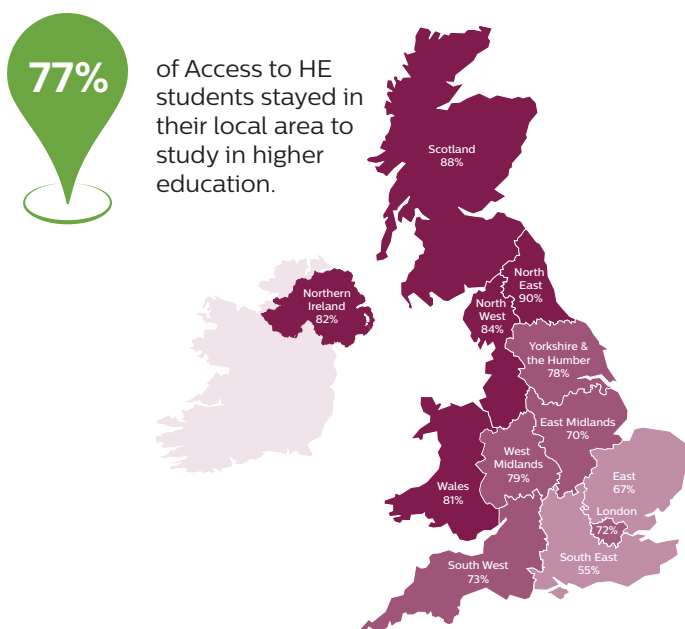 77%
of Access to HE
students stayed in
their local area to
study in higher
education.
Scotland
88%
North
East
90%
Northern
Ireland
82%
North
West
84%
Yorkshire &
the Humber
78%
East Midlands
70%
West
Midlands
79%
East
67%
Wales
81%
London
72%
South East
55%
South West
73%